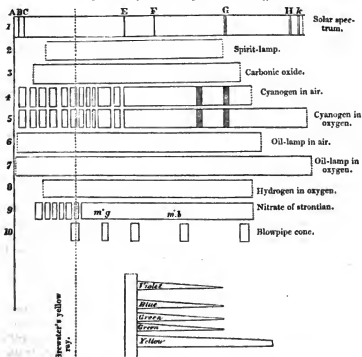 A B C E F G H k
1 Solar spec-
trum.
2 Spirit-lamp.
3 Carbonic oxide.
4 Cyanogen in air.
5 Cyanogen in
oxygen.
6 Oil-lamp in air.
7 Oil-lamp in
oxygen.
8 Hydrogen in oxygen.
9 m'g m.b Nitrate of strontian.
10 Blowpipe cone.
Brewster's yellow
ray.
Violet
Blue
Green
Green
Yellow